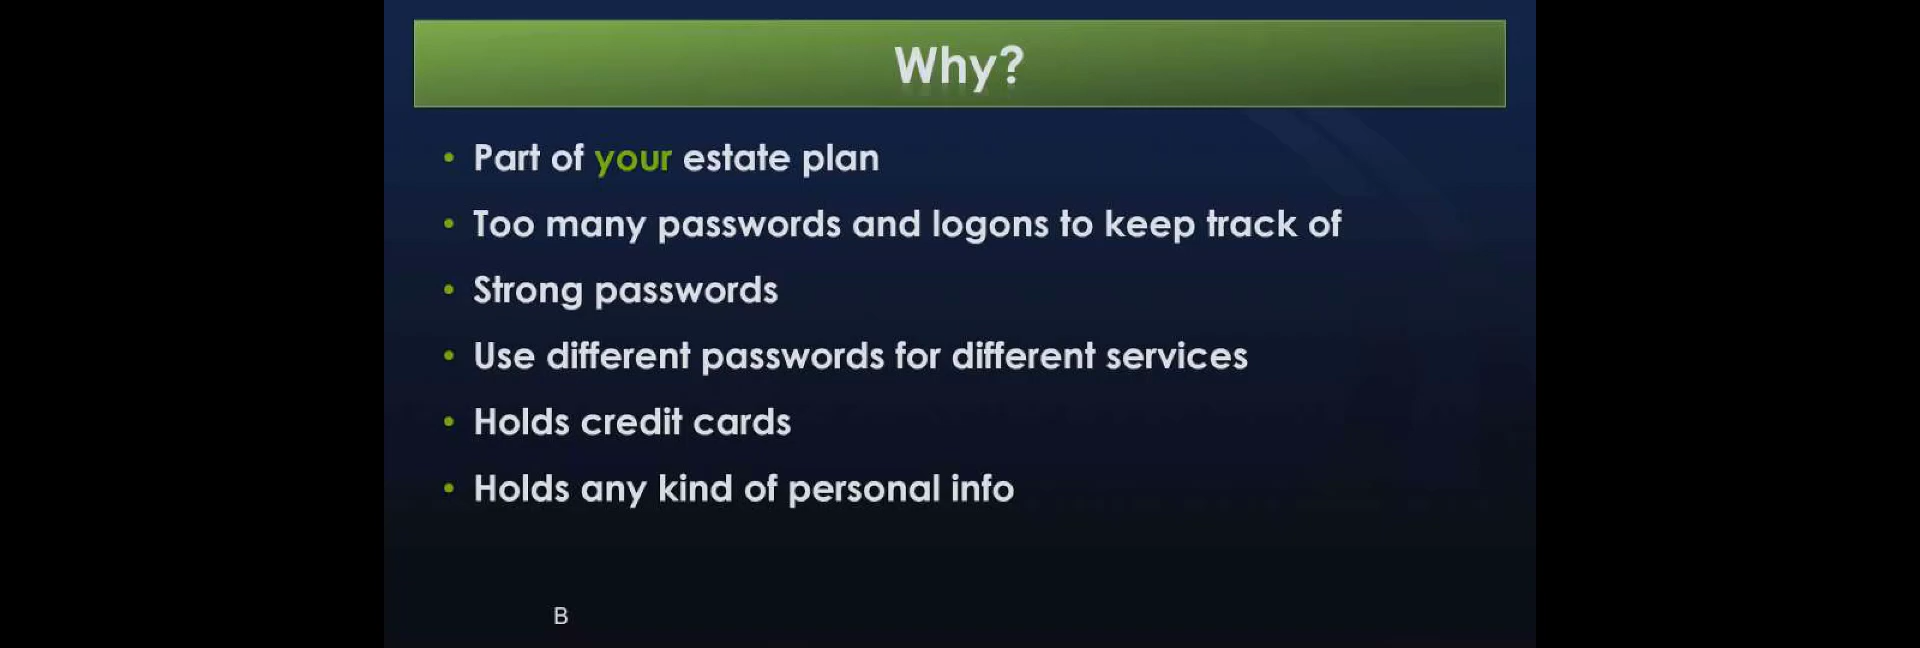 Why?
Part of your estate plan
Too many passwords and logons to keep track of
Strong passwords
Use different passwords for different services
Holds credit cards
Holds any kind of personal info
B